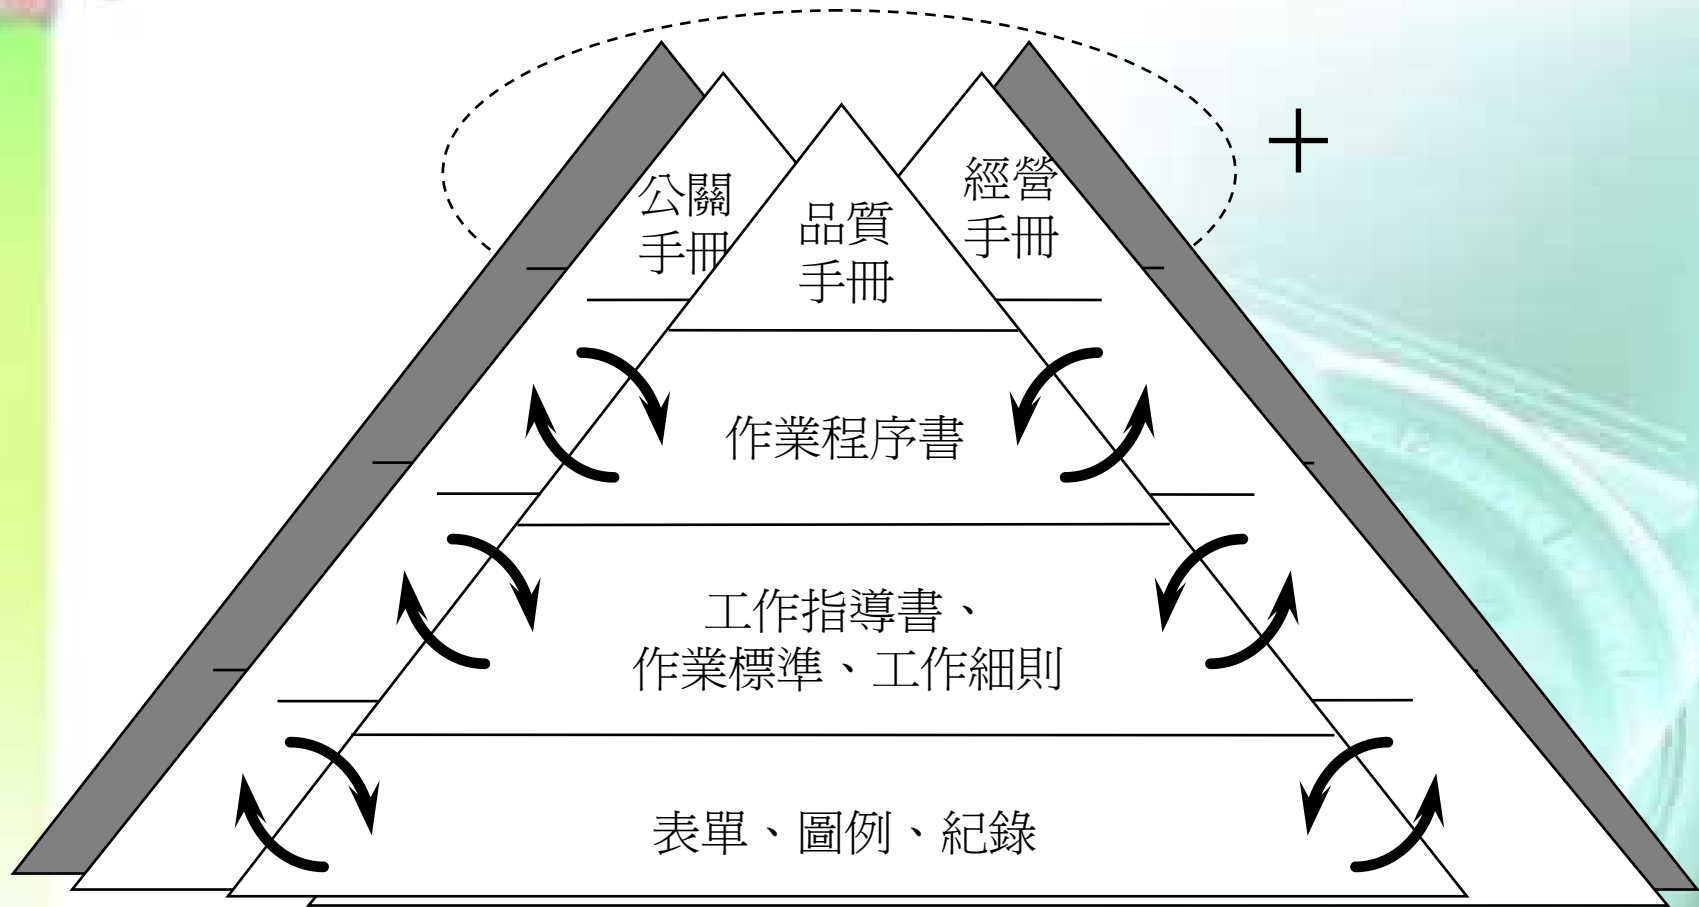 公關
手冊
品質
手冊
經營
手冊
+
作業程序書
工作指導書、
作業標準、工作細則
表單、圖例、紀錄